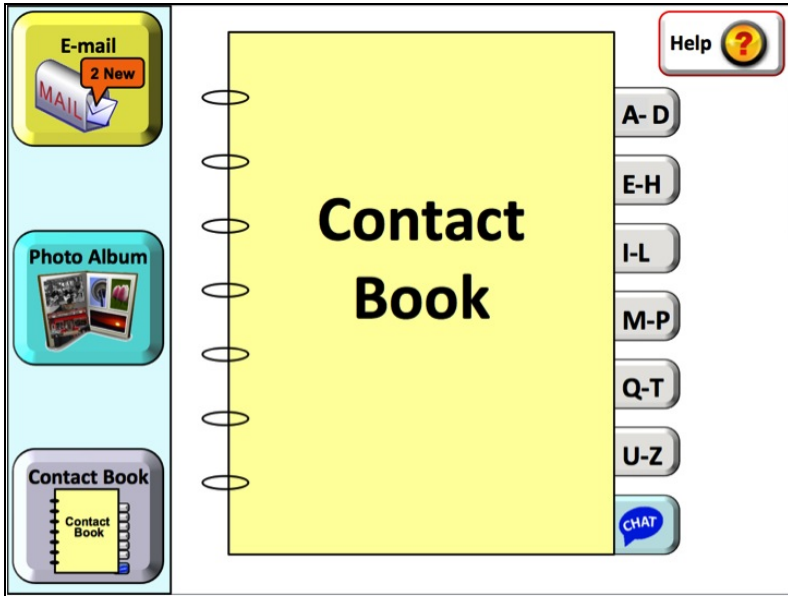 E-mail
2 New
MAIL
Photo Album
Contact Book
Contact
Book
Contact
Book
Help ?
A- D
E-H
I-L
M-P
Q-T
U-Z
CHAT